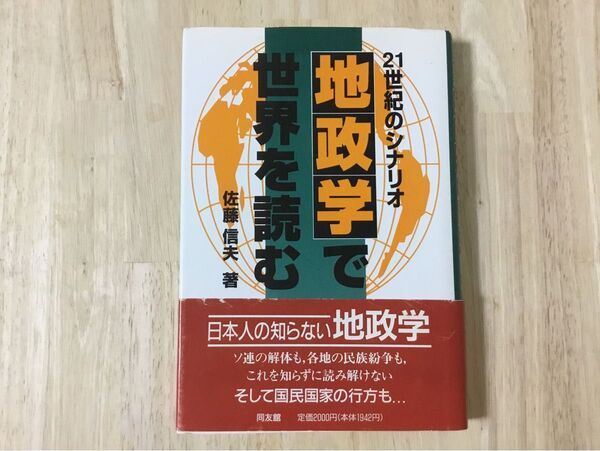 21世紀のシナリオ
地政学で
世界を読む
佐藤信夫 著
日本人の知らない地政学
ソ連の解体も,各地の民族紛争も,
これを知らずに読み解けない
そして国民国家の行方も…
同友館 定価2000円(本体1942円)